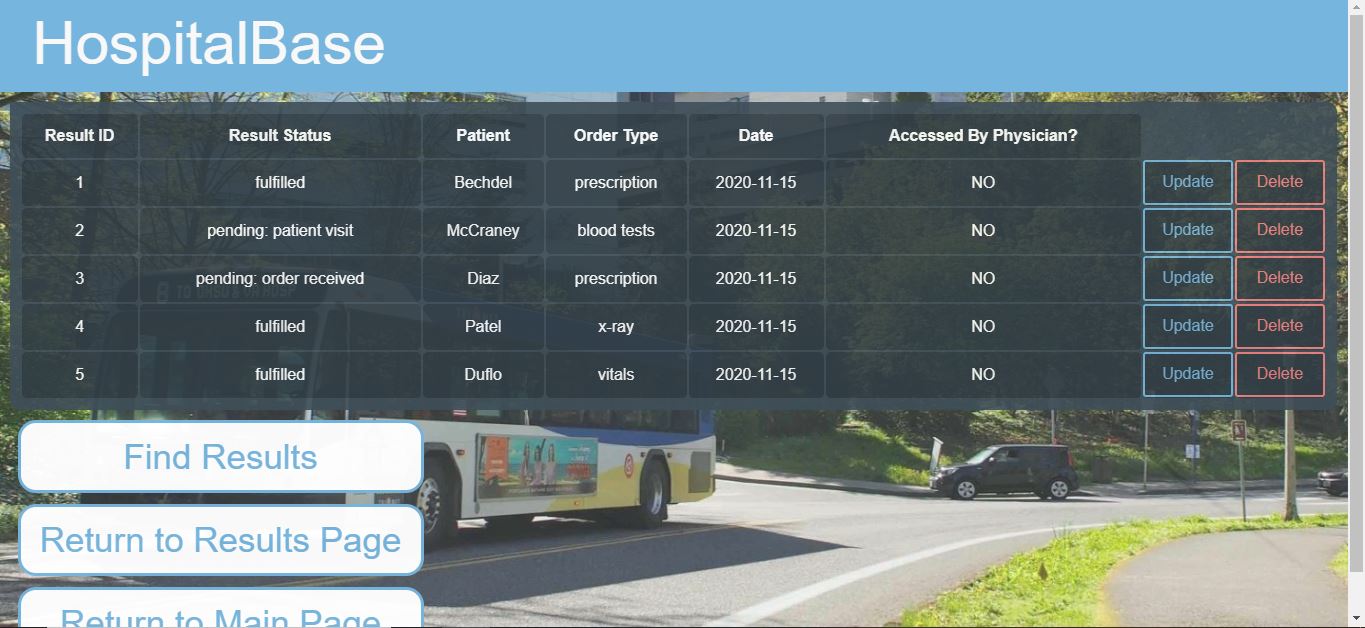 HospitalBase
Result ID Result Status Patient Order Type Date Accessed By Physician?
1 fulfilled Bechdel prescription 2020-11-15 NO Update Delete
2 pending: patient visit McCraney blood tests 2020-11-15 NO Update Delete
3 pending: order received Diaz prescription 2020-11-15 NO Update Delete
4 fulfilled Patel x-ray 2020-11-15 NO Update Delete
5 fulfilled Duflo vitals 2020-11-15 NO Update Delete
Find Results
Return to Results Page
Return to Main Page